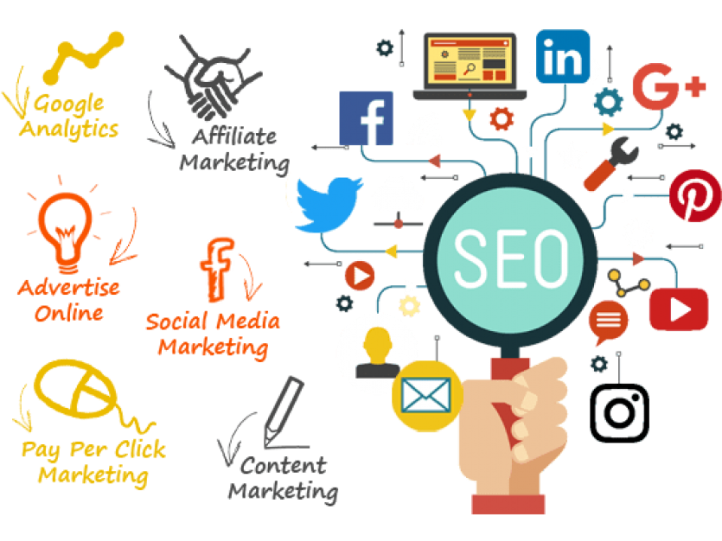 Google
Analytics
Affiliate
Marketing
Advertise
Online
Social Media
Marketing
Pay Per Click
Marketing
Content
Marketing
SEO
in
f
G+